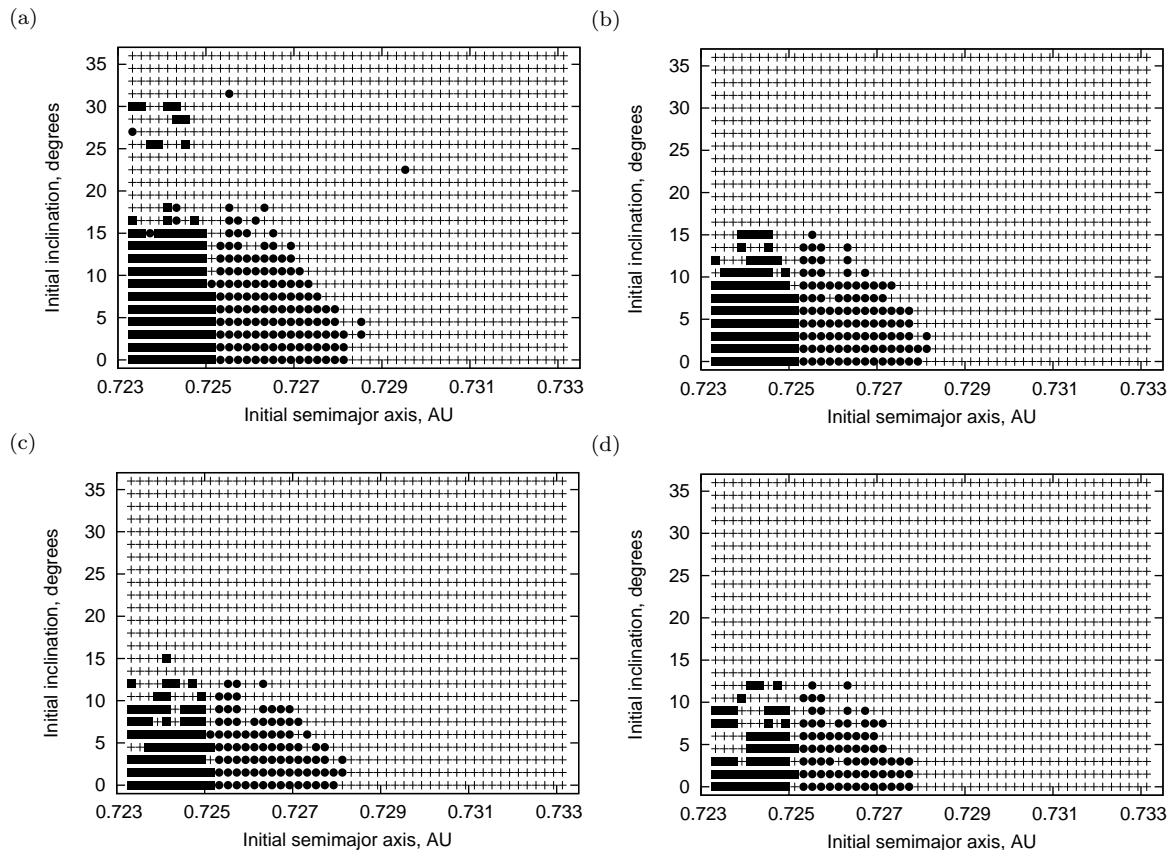 (a)
35
30
25
20
15
10
5
0
Initial inclination, degrees
0.723 0.725 0.727 0.729 0.731 0.733
Initial semimajor axis, AU
(b)
35
30
25
20
15
10
5
0
Initial inclination, degrees
0.723 0.725 0.727 0.729 0.731 0.733
Initial semimajor axis, AU
(c)
35
30
25
20
15
10
5
0
Initial inclination, degrees
0.723 0.725 0.727 0.729 0.731 0.733
Initial semimajor axis, AU
(d)
35
30
25
20
15
10
5
0
Initial inclination, degrees
0.723 0.725 0.727 0.729 0.731 0.733
Initial semimajor axis, AU